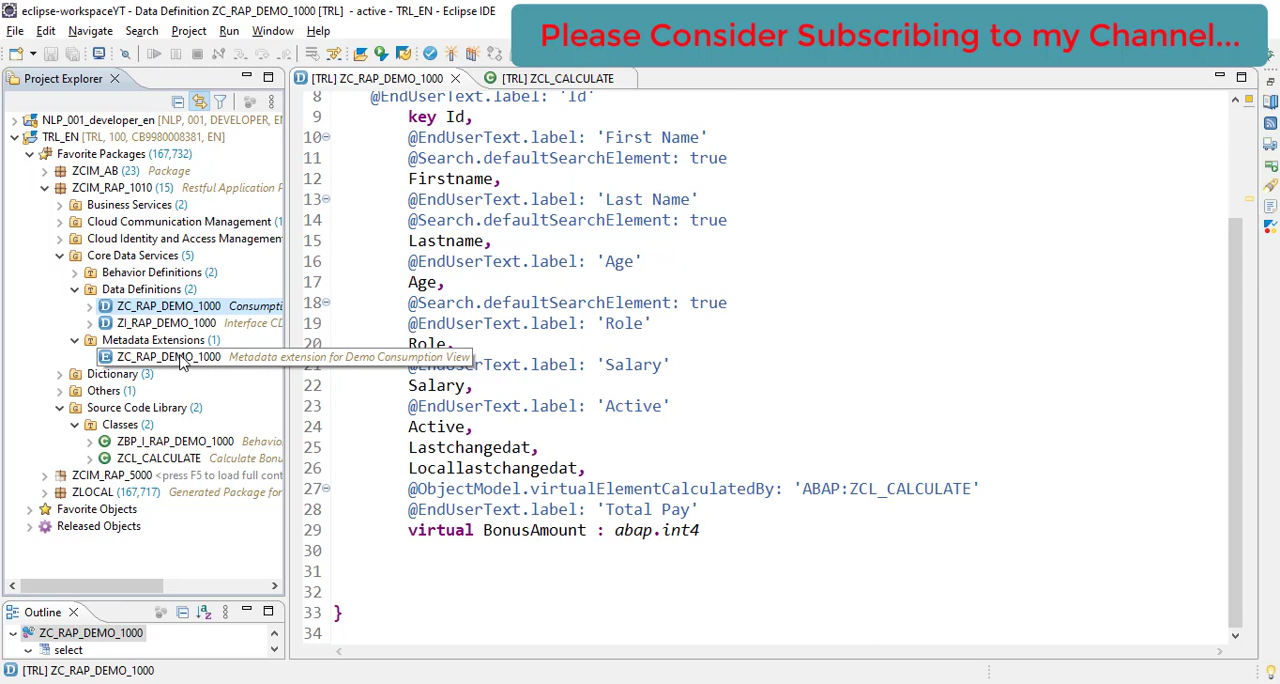 eclipse-workspaceYT - Data Definition ZC_RAP_DEMO_1000 [TRL] - active - TRL_EN - Eclipse IDE
Please Consider Subscribing to my Channel...
File Edit Navigate Search Project Run Window Help
Project Explorer
[TRL] ZC_RAP_DEMO_1000
[TRL] ZCL_CALCULATE
NLP_001_developer_en [NLP, 001, DEVELOPER, E
TRL_EN [TRL, 100, CB9980008381, EN]
Favorite Packages (167,732)
ZCIM_AB (23) Package
ZCIM_RAP_1010 (15) Restful Application P
Business Services (2)
Cloud Communication Management (1
Cloud Identity and Access Managemen
Core Data Services (5)
Behavior Definitions (2)
Data Definitions (2)
ZC_RAP_DEMO_1000 Consumpti
ZI_RAP_DEMO_1000 Interface CD
Metadata Extensions (1)
ZC_RAP_DEMO_1000 Metadata extension for Demo Consumption View
Dictionary (3)
Others (1)
Source Code Library (2)
Classes (2)
ZBP_I_RAP_DEMO_1000 Behavio
ZCL_CALCULATE Calculate Bonu
ZCIM_RAP_5000 <press F5 to load full cont
ZLOCAL (167,717) Generated Package for
Favorite Objects
Released Objects
Outline
ZC_RAP_DEMO_1000
select
8 @EndUserText.label: 'Id'
9 key Id,
10 @EndUserText.label: 'First Name'
11 @Search.defaultSearchElement: true
12 Firstname,
13 @EndUserText.label: 'Last Name'
14 @Search.defaultSearchElement: true
15 Lastname,
16 @EndUserText.label: 'Age'
17 Age,
18 @Search.defaultSearchElement: true
19 @EndUserText.label: 'Role'
20 Role,
EndUserText.label: 'Salary'
22 Salary,
23 @EndUserText.label: 'Active'
24 Active,
25 Lastchangedat,
26 Locallastchangedat,
27 @ObjectModel.virtualElementCalculatedBy: 'ABAP:ZCL_CALCULATE'
28 @EndUserText.label: 'Total Pay'
29 virtual BonusAmount : abap.int4
30
31
32
33 }
34
[TRL] ZC_RAP_DEMO_1000